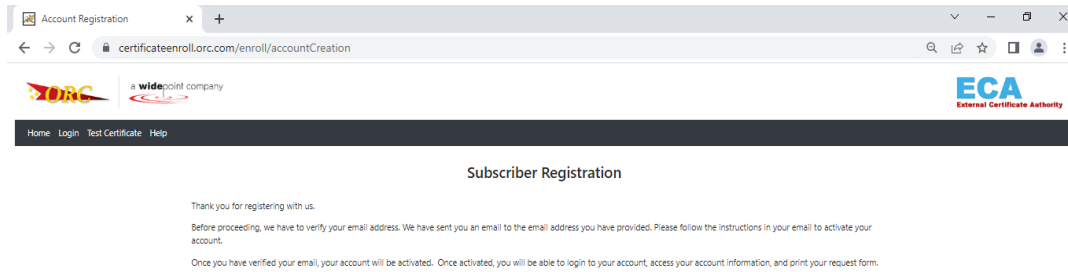 Account Registration
certificateenroll.orc.com/enroll/accountCreation
ORC a widepoint company
ECA
External Certificate Authority
Home Login Test Certificate Help
Subscriber Registration
Thank you for registering with us.
Before proceeding, we have to verify your email address. We have sent you an email to the email address you have provided. Please follow the instructions in your email to activate your
account.
Once you have verified your email, your account will be activated. Once activated, you will be able to login to your account, access your account information, and print your request form.